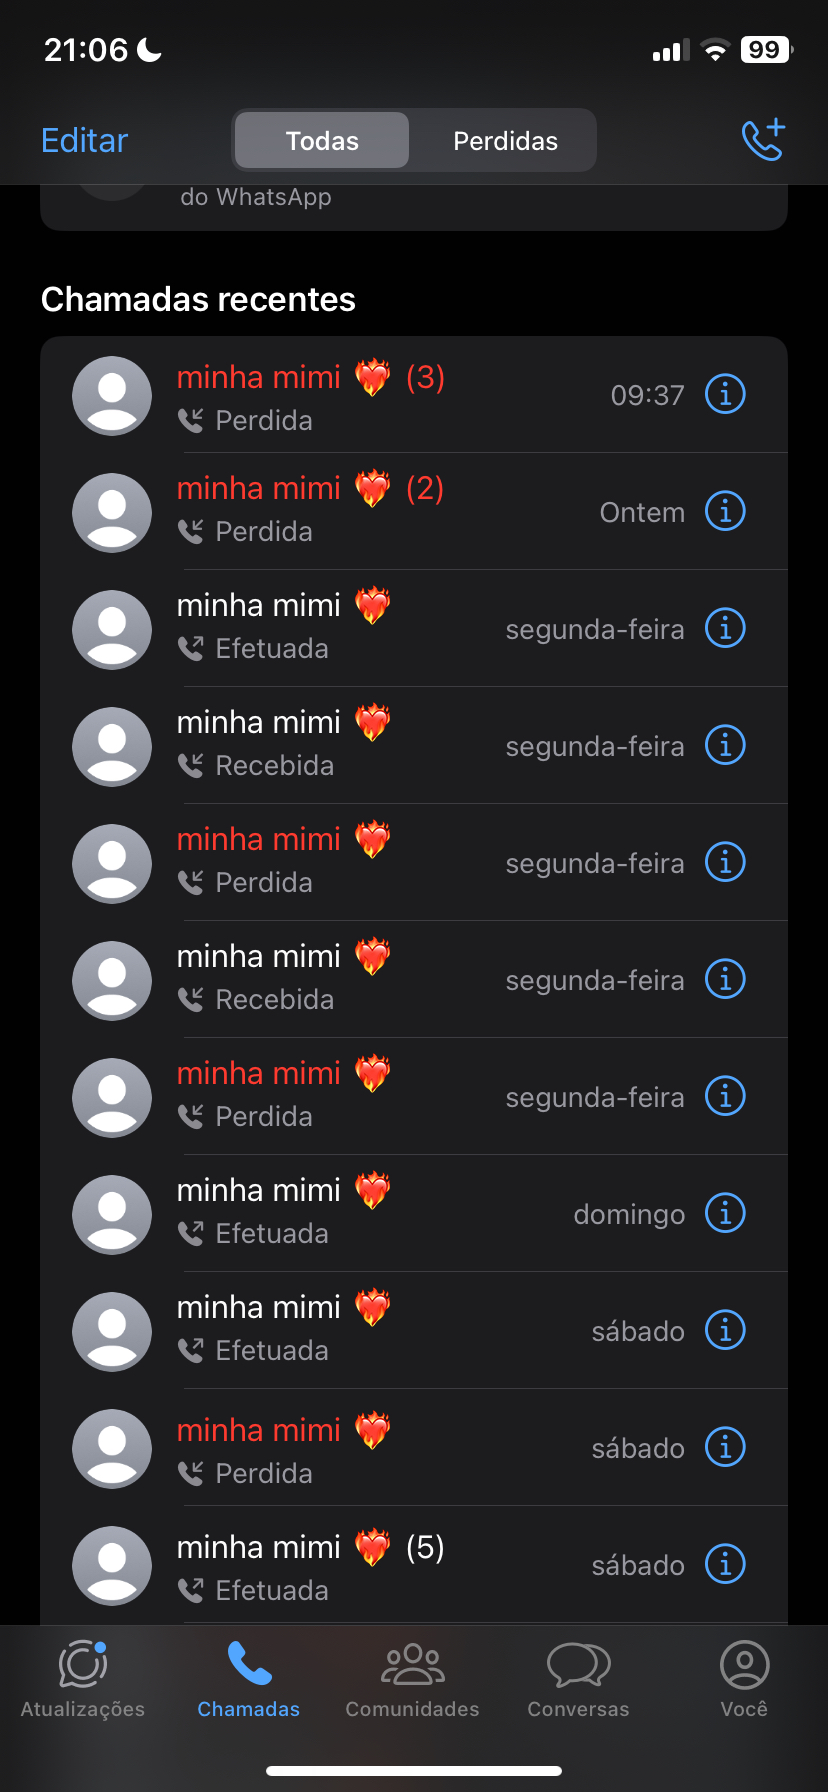 21:06
99
Editar
Todas
Perdidas
do WhatsApp
Chamadas recentes
minha mimi ❤️‍🔥 (3)
Perdida
09:37
minha mimi ❤️‍🔥 (2)
Perdida
Ontem
minha mimi ❤️‍🔥
Efetuada
segunda-feira
minha mimi ❤️‍🔥
Recebida
segunda-feira
minha mimi ❤️‍🔥
Perdida
segunda-feira
minha mimi ❤️‍🔥
Recebida
segunda-feira
minha mimi ❤️‍🔥
Perdida
segunda-feira
minha mimi ❤️‍🔥
Efetuada
domingo
minha mimi ❤️‍🔥
Efetuada
sábado
minha mimi ❤️‍🔥
Perdida
sábado
minha mimi ❤️‍🔥 (5)
Efetuada
sábado
Atualizações
Chamadas
Comunidades
Conversas
Você